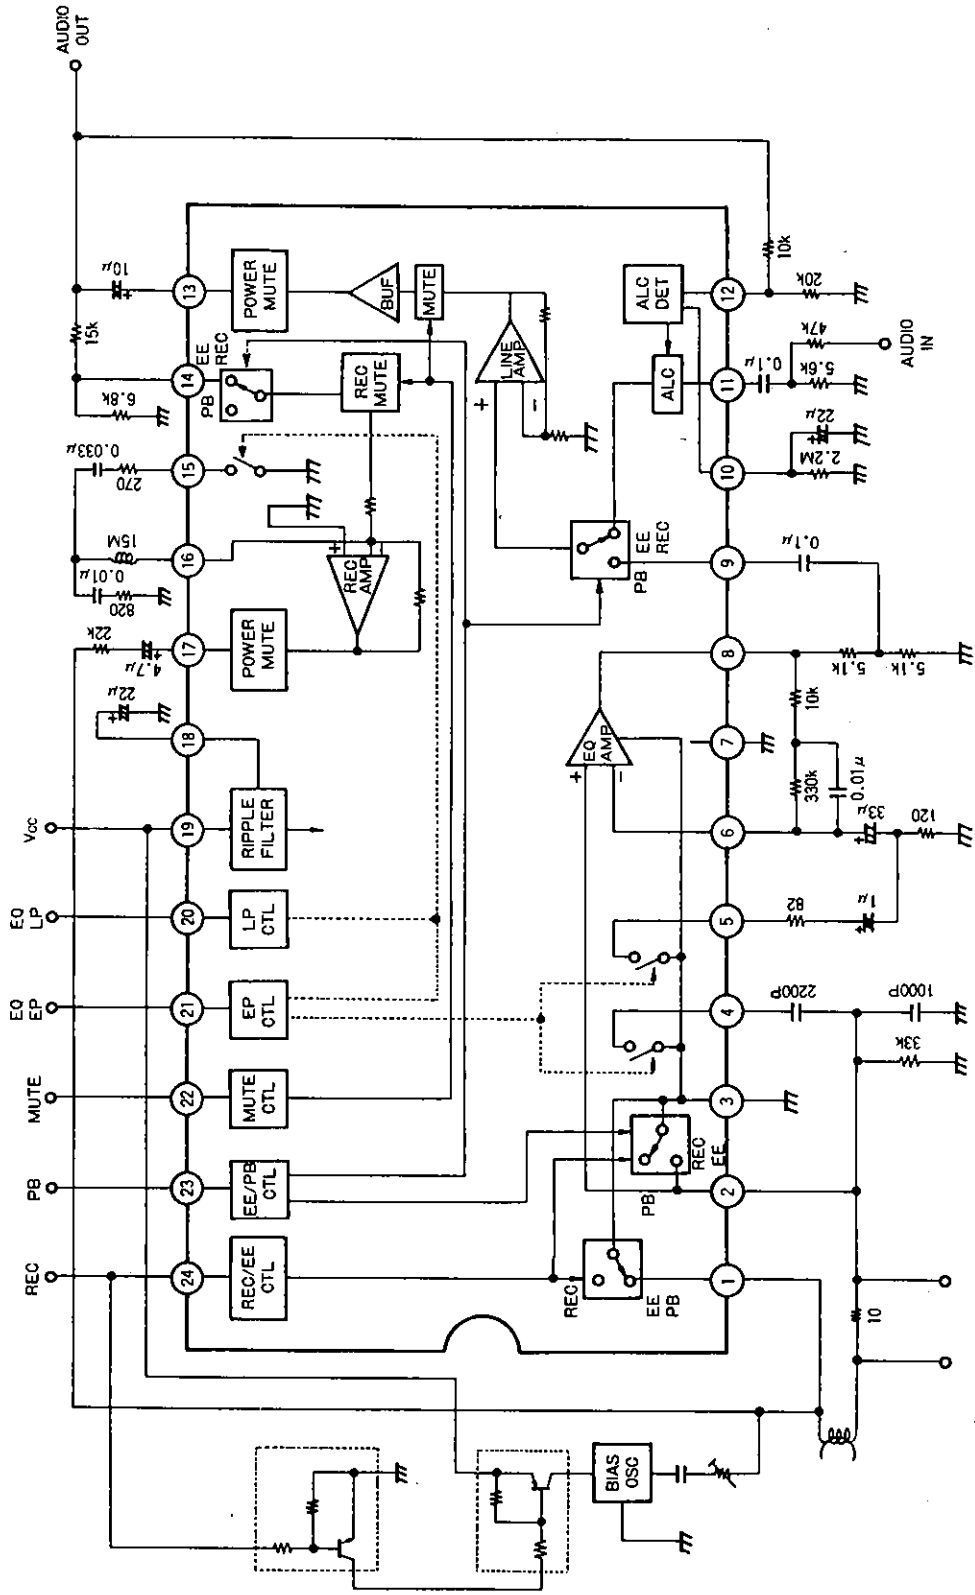 AUDIO
OUT
10μ
+
15k
6.8k
0.033μ
270
15M
0.01μ
820
22k
4.7μ
+
22μ
+
Vcc
EQ
LP
EQ
EP
MUTE
PB
REC
13
14
15
16
17
18
19
20
21
22
23
24
POWER
MUTE
EE
REC
PB
REC
MUTE
BUF
MUTE
REC
AMP
+
POWER
MUTE
RIPPLE
FILTER
LP
CTL
EP
CTL
MUTE
CTL
EE/PB
CTL
REC/EE
CTL
LINE
AMP
+
−
ALC
DET
ALC
EE
REC
PB
EQ
AMP
+
−
REC
EE
PB
REC
EE
PB
12
11
10
9
8
7
6
5
4
3
2
1
10k
20k
47k
AUDIO
IN
0.1μ
5.6k
22μ
+
2.2M
0.1μ
5.1k
5.1k
10k
330k
0.01μ
33μ
+
120
82
1μ
+
2200P
1000P
33k
10
BIAS
OSC